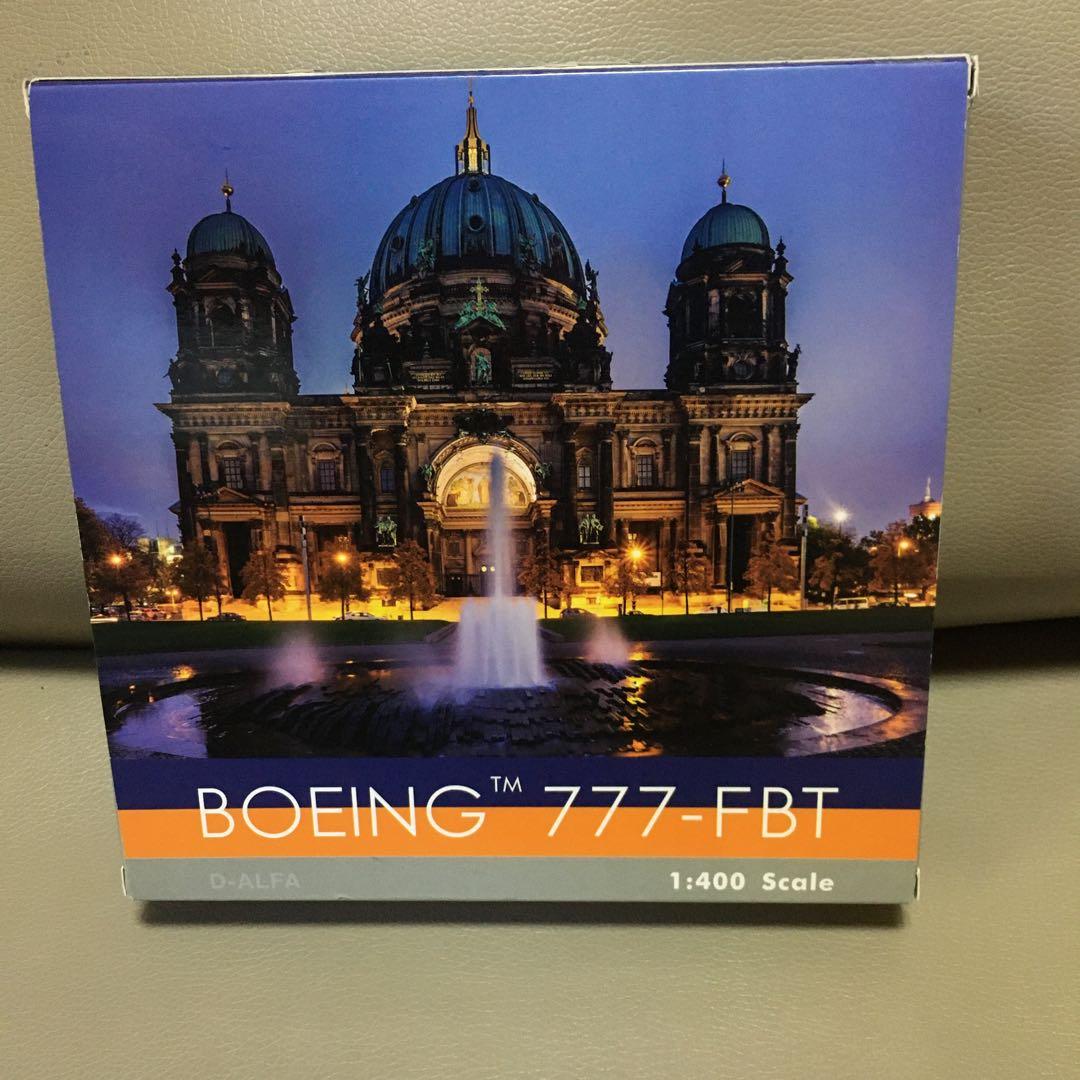 BOEING™ 777-FBT
D-ALFA 1:400 Scale